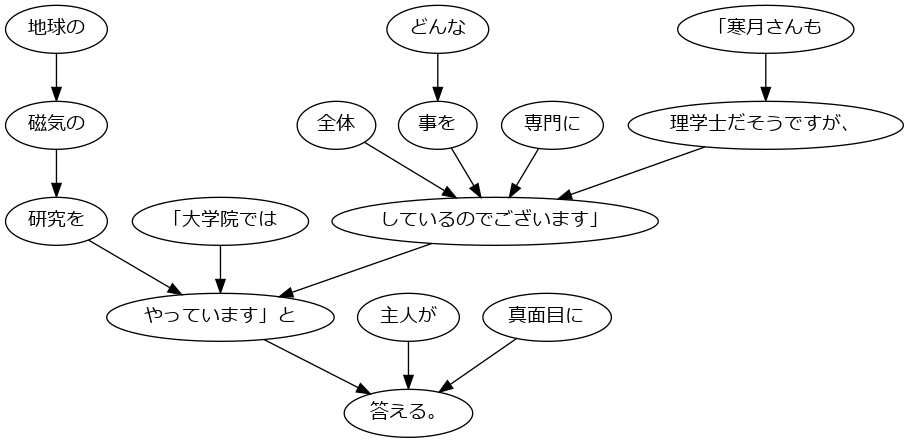 地球の
どんな
「寒月さんも
磁気の
全体
事を
専門に
理学士だそうですが、
研究を
「大学院では
しているのでございます」
やっています」と
主人が
真面目に
答える。